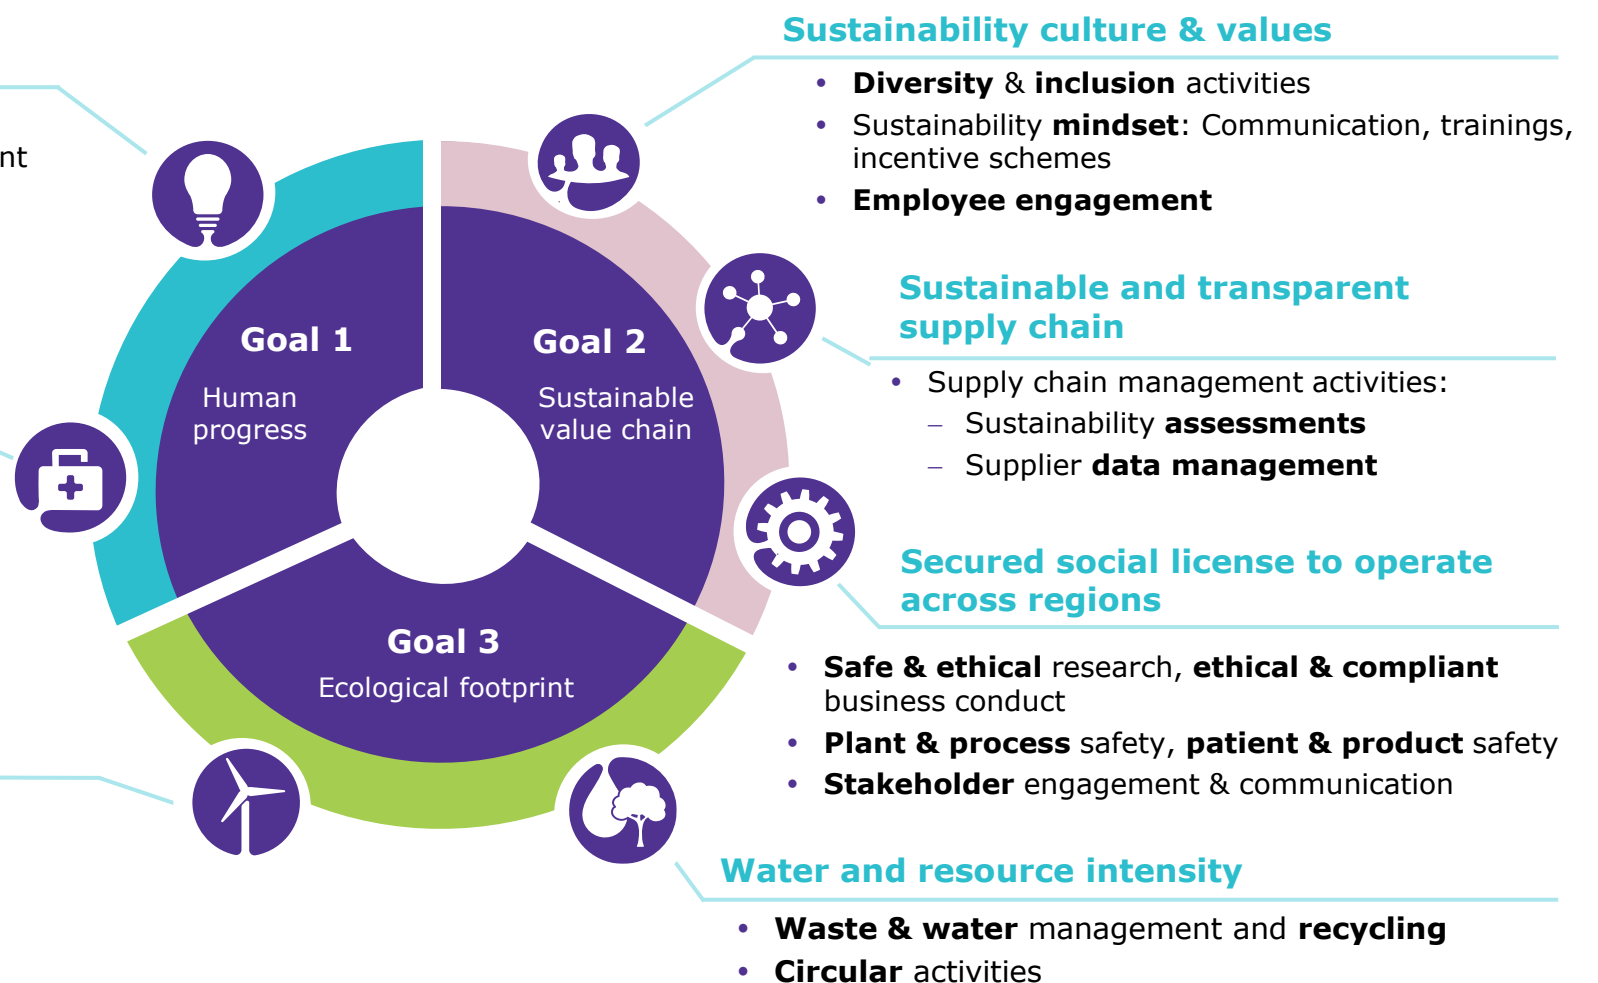 Sustainability culture & values
• Diversity & inclusion activities
• Sustainability mindset: Communication, trainings,
incentive schemes
• Employee engagement
nt
Goal 1
Human
progress
Goal 2
Sustainable
value chain
Goal 3
Ecological footprint
Sustainable and transparent
supply chain
• Supply chain management activities:
– Sustainability assessments
– Supplier data management
Secured social license to operate
across regions
• Safe & ethical research, ethical & compliant
business conduct
• Plant & process safety, patient & product safety
• Stakeholder engagement & communication
Water and resource intensity
• Waste & water management and recycling
• Circular activities